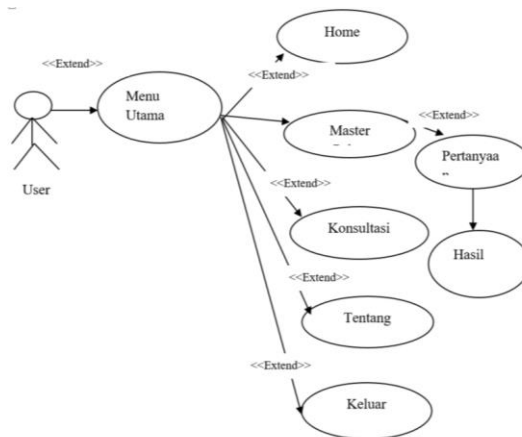 Home
<<Extend>>
<<Extend>>
Menu
Utama
<<Extend>>
Master
Pertanyaa
<<Extend>>
User
Konsultasi
Hasil
<<Extend>>
Tentang
<<Extend>>
Keluar